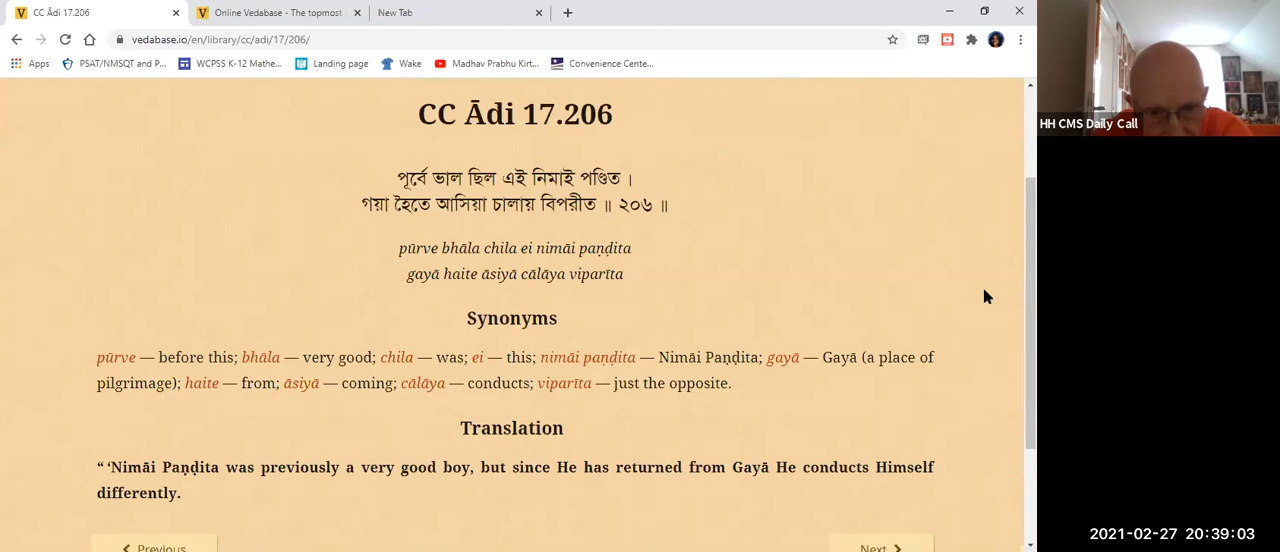 CC Ādi 17.206
Online Vedabase - The topmost
New Tab
vedabase.io/en/library/cc/adi/17/206/
Apps PSAT/NMSQT and P... WCPSS K-12 Mathe... Landing page Wake Madhav Prabhu Kirt... Convenience Cente...
CC Ādi 17.206
পূর্বে ভাল ছিল এই নিমাই পণ্ডিত ।
গয়া হৈতে আসিয়া চালায় বিপরীত ॥ ২০৬ ॥
pūrve bhāla chila ei nimāi paṇḍita
gayā haite āsiyā cālāya viparīta
Synonyms
pūrve — before this; bhāla — very good; chila — was; ei — this; nimāi paṇḍita — Nimāi Paṇḍita; gayā — Gayā (a place of
pilgrimage); haite — from; āsiyā — coming; cālāya — conducts; viparīta — just the opposite.
Translation
“ ‘Nimāi Paṇḍita was previously a very good boy, but since He has returned from Gayā He conducts Himself
differently.
Previous
Next
HH CMS Daily Call
2021-02-27 20:39:03